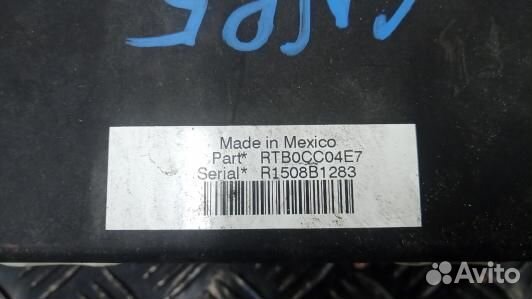 Made in Mexico
Part* RTB0CC04E7
Serial* R1508B1283
Avito